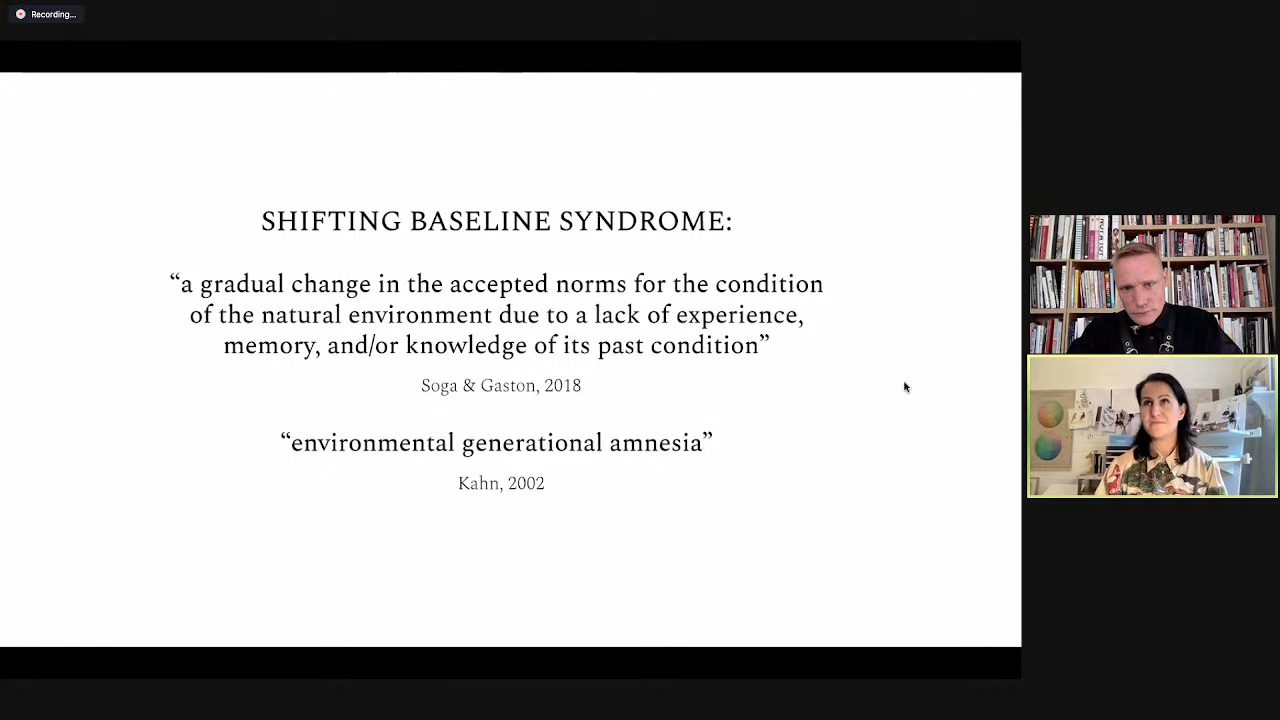 Recording...
SHIFTING BASELINE SYNDROME:
“a gradual change in the accepted norms for the condition
of the natural environment due to a lack of experience,
memory, and/or knowledge of its past condition”
Soga & Gaston, 2018
“environmental generational amnesia”
Kahn, 2002